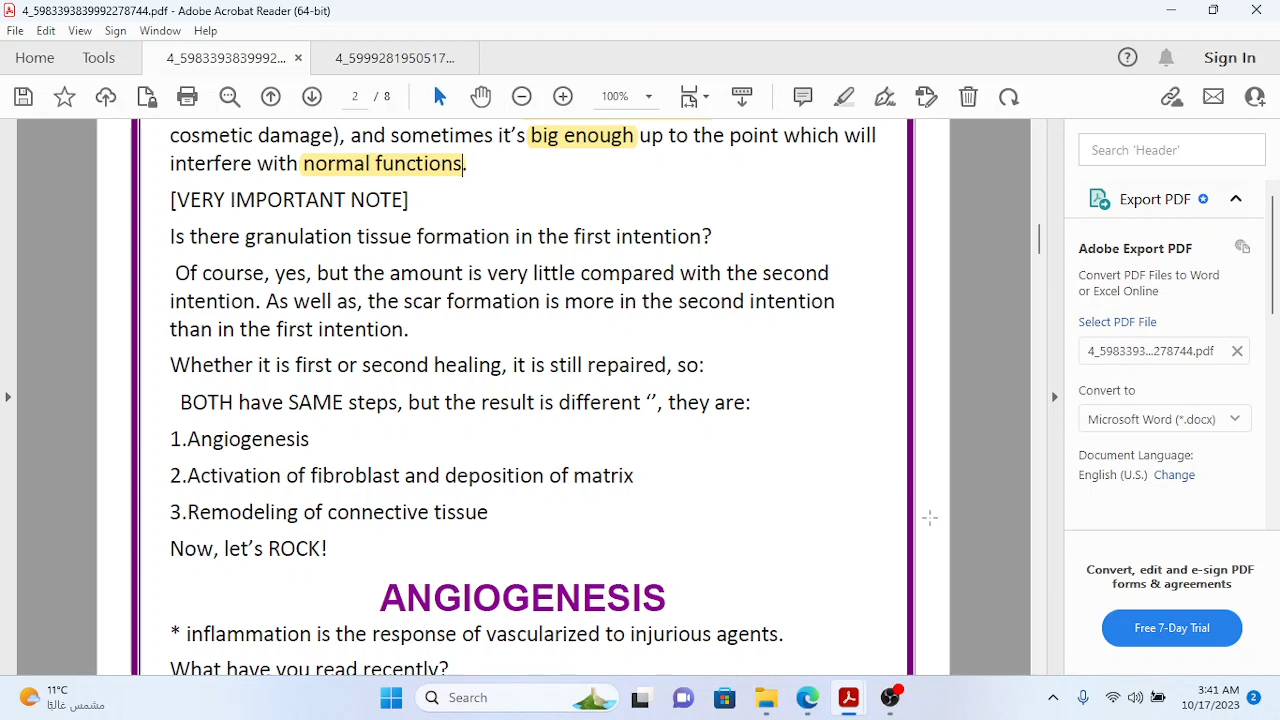 4_5983393839992278744.pdf - Adobe Acrobat Reader (64-bit)
File Edit View Sign Window Help
Home Tools 4_5983393839992... × 4_5999281950517... Sign In
2 / 8 100%
cosmetic damage), and sometimes it’s big enough up to the point which will
interfere with normal functions.
[VERY IMPORTANT NOTE]
Is there granulation tissue formation in the first intention?
Of course, yes, but the amount is very little compared with the second
intention. As well as, the scar formation is more in the second intention
than in the first intention.
Whether it is first or second healing, it is still repaired, so:
BOTH have SAME steps, but the result is different ‘’, they are:
1.Angiogenesis
2.Activation of fibroblast and deposition of matrix
3.Remodeling of connective tissue
Now, let’s ROCK!
ANGIOGENESIS
* inflammation is the response of vascularized to injurious agents.
What have you read recently?
Search 'Header'
Export PDF
Adobe Export PDF
Convert PDF Files to Word
or Excel Online
Select PDF File
4_5983393...278744.pdf
Convert to
Microsoft Word (*.docx)
Document Language:
English (U.S.) Change
Convert, edit and e-sign PDF
forms & agreements
Free 7-Day Trial
11°C
مشمس غالبًا
Search
3:41 AM
10/17/2023
2